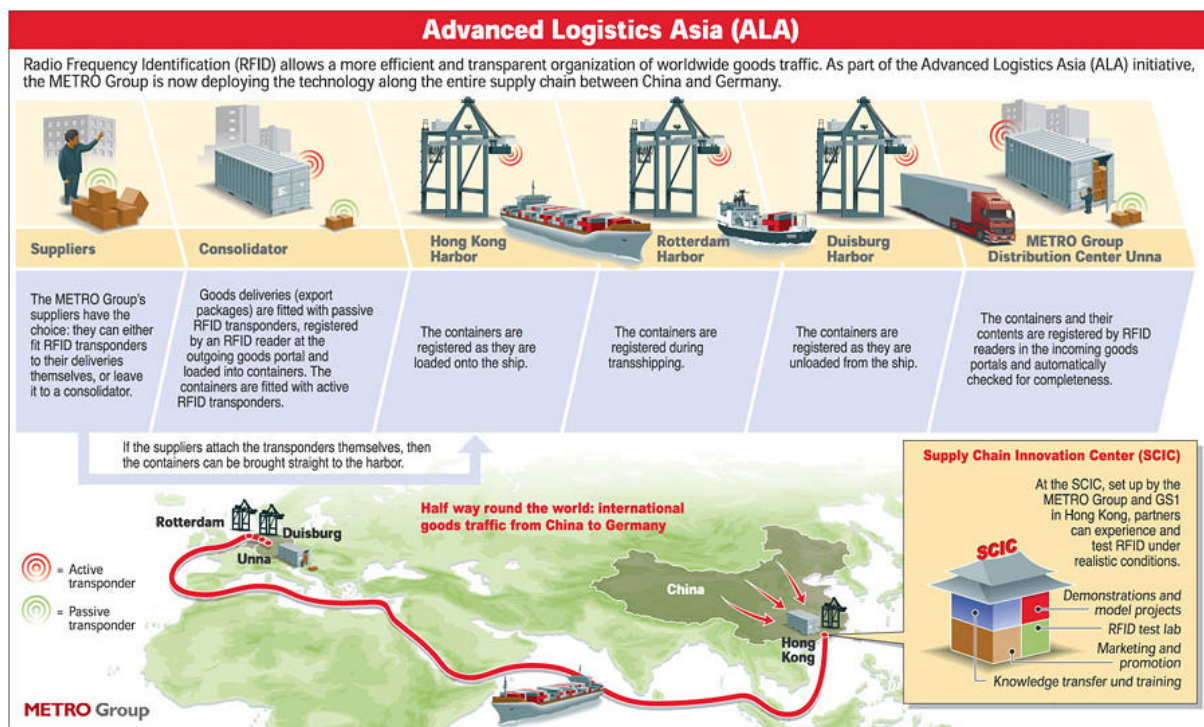 Advanced Logistics Asia (ALA)
Radio Frequency Identification (RFID) allows a more efficient and transparent organization of worldwide goods traffic. As part of the Advanced Logistics Asia (ALA) initiative,
the METRO Group is now deploying the technology along the entire supply chain between China and Germany.
Suppliers
Consolidator
Hong Kong
Harbor
Rotterdam
Harbor
Duisburg
Harbor
METRO Group
Distribution Center Unna
The METRO Group's
suppliers have the
choice: they can either
fit RFID transponders
to their deliveries
themselves, or leave
it to a consolidator.
Goods deliveries (export
packages) are fitted with passive
RFID transponders, registered
by an RFID reader at the
outgoing goods portal and
loaded into containers. The
containers are fitted with active
RFID transponders.
The containers are
registered as they are
loaded onto the ship.
The containers are
registered during
transshipping.
The containers are
registered as they are
unloaded from the ship.
The containers and their
contents are registered by RFID
readers in the incoming goods
portals and automatically
checked for completeness.
If the suppliers attach the transponders themselves, then
the containers can be brought straight to the harbor.
Half way round the world: international
goods traffic from China to Germany
Rotterdam
Duisburg
Unna
China
Hong
Kong
= Active
transponder
= Passive
transponder
METRO Group
Supply Chain Innovation Center (SCIC)
At the SCIC, set up by the
METRO Group and GS1
in Hong Kong, partners
can experience and
test RFID under
realistic conditions.
SCIC
Demonstrations and
model projects
RFID test lab
Marketing and
promotion
Knowledge transfer und training